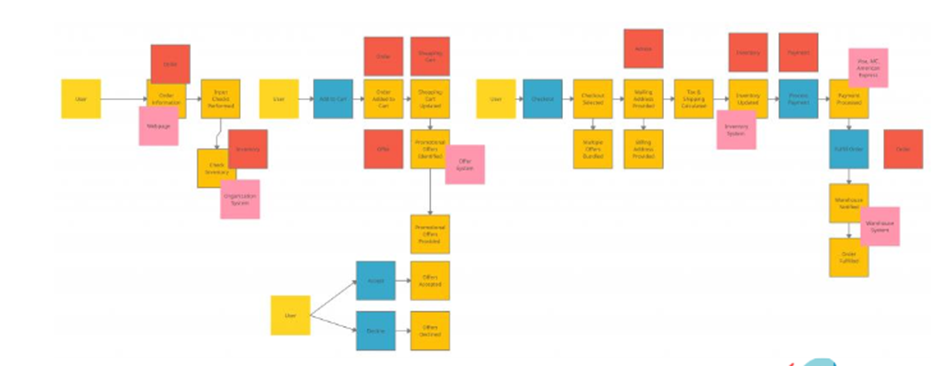 User
Order
Information
Webpage
Input
Check
Performed
Inventory
Check
Inventory
Organization
System
User
Add to Cart
Order
Order
Added to
Cart
Shopping
Cart
Shopping
Cart
Updated
Offer
Promotional
Offers
Identified
Offer
System
Promotional
Offers
Provided
User
Accept
Offers
Accepted
Decline
Offers
Declined
User
Checkout
Checkout
Selected
Multiple
Offers
Bundled
Mailing
Address
Provided
Billing
Address
Provided
Tax &
Shipping
Calculated
Inventory
Inventory
Updated
Inventory
System
Payment
Process
Payment
Visa, MC,
American
Express
Payment
Processed
Fulfill Order
Order
Warehouse
Notified
Warehouse
System
Order
Fulfilled